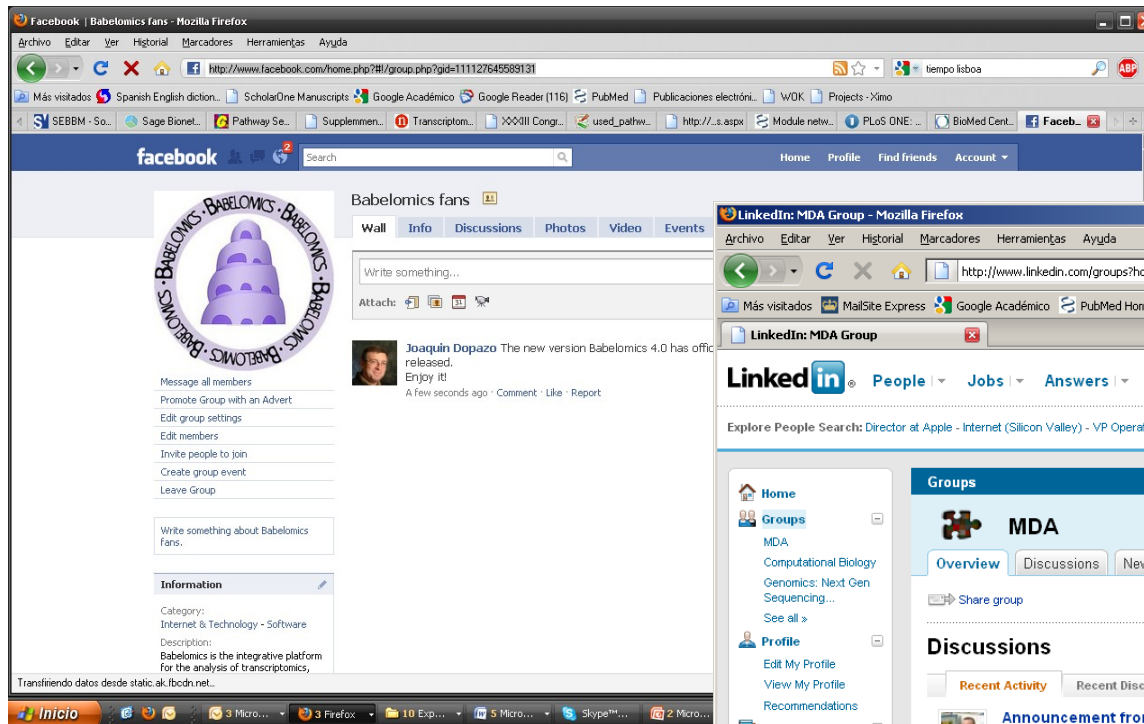 Facebook | Babelomics fans - Mozilla Firefox
Archivo Editar Ver Historial Marcadores Herramientas Ayuda
http://www.facebook.com/home.php?#!/group.php?gid=111127645589131
tiempo lisboa
ABP
Más visitados Spanish English diction... ScholarOne Manuscripts Google Académico Google Reader (116) PubMed Publicaciones electróni... WOK Projects - Ximo
SEBBM - So... Sage Bionet... Pathway Se... Supplemmen... Transcriptom... XXXIII Congr... used_pathw... http://..s.aspx Module netw... PLoS ONE: ... BioMed Cent... Faceb...
facebook 2 Search Home Profile Find friends Account
BABELOMICS · BABELOMICS · BABELOMICS · BABELOMICS ·
Babelomics fans
Wall Info Discussions Photos Video Events
Write something...
Attach: 31
Joaquin Dopazo The new version Babelomics 4.0 has offic
released.
Enjoy it!
A few seconds ago · Comment · Like · Report
Message all members
Promote Group with an Advert
Edit group settings
Edit members
Invite people to join
Create group event
Leave Group
Write something about Babelomics
fans.
Information
Category:
Internet & Technology - Software
Description:
Babelomics is the integrative platform
for the analysis of transcriptomics,
Transfiriendo datos desde static.ak.fbcdn.net...
Inicio 3 Micro... 3 Firefox 10 Exp... 5 Micro... Skype™... 2 Micro...
LinkedIn: MDA Group - Mozilla Firefox
Archivo Editar Ver Historial Marcadores Herramientas Ayuda
http://www.linkedin.com/groups?ho
Más visitados MailSite Express Google Académico PubMed Hon
LinkedIn: MDA Group
Linked in ® People Jobs Answers
Explore People Search: Director at Apple - Internet (Silicon Valley) - VP Operat
Home
Groups
MDA
Computational Biology
Genomics: Next Gen
Sequencing...
See all »
Profile
Edit My Profile
View My Profile
Recommendations
Groups
MDA
Overview Discussions Nev
Share group
Discussions
Recent Activity Recent Disc
Announcement fro